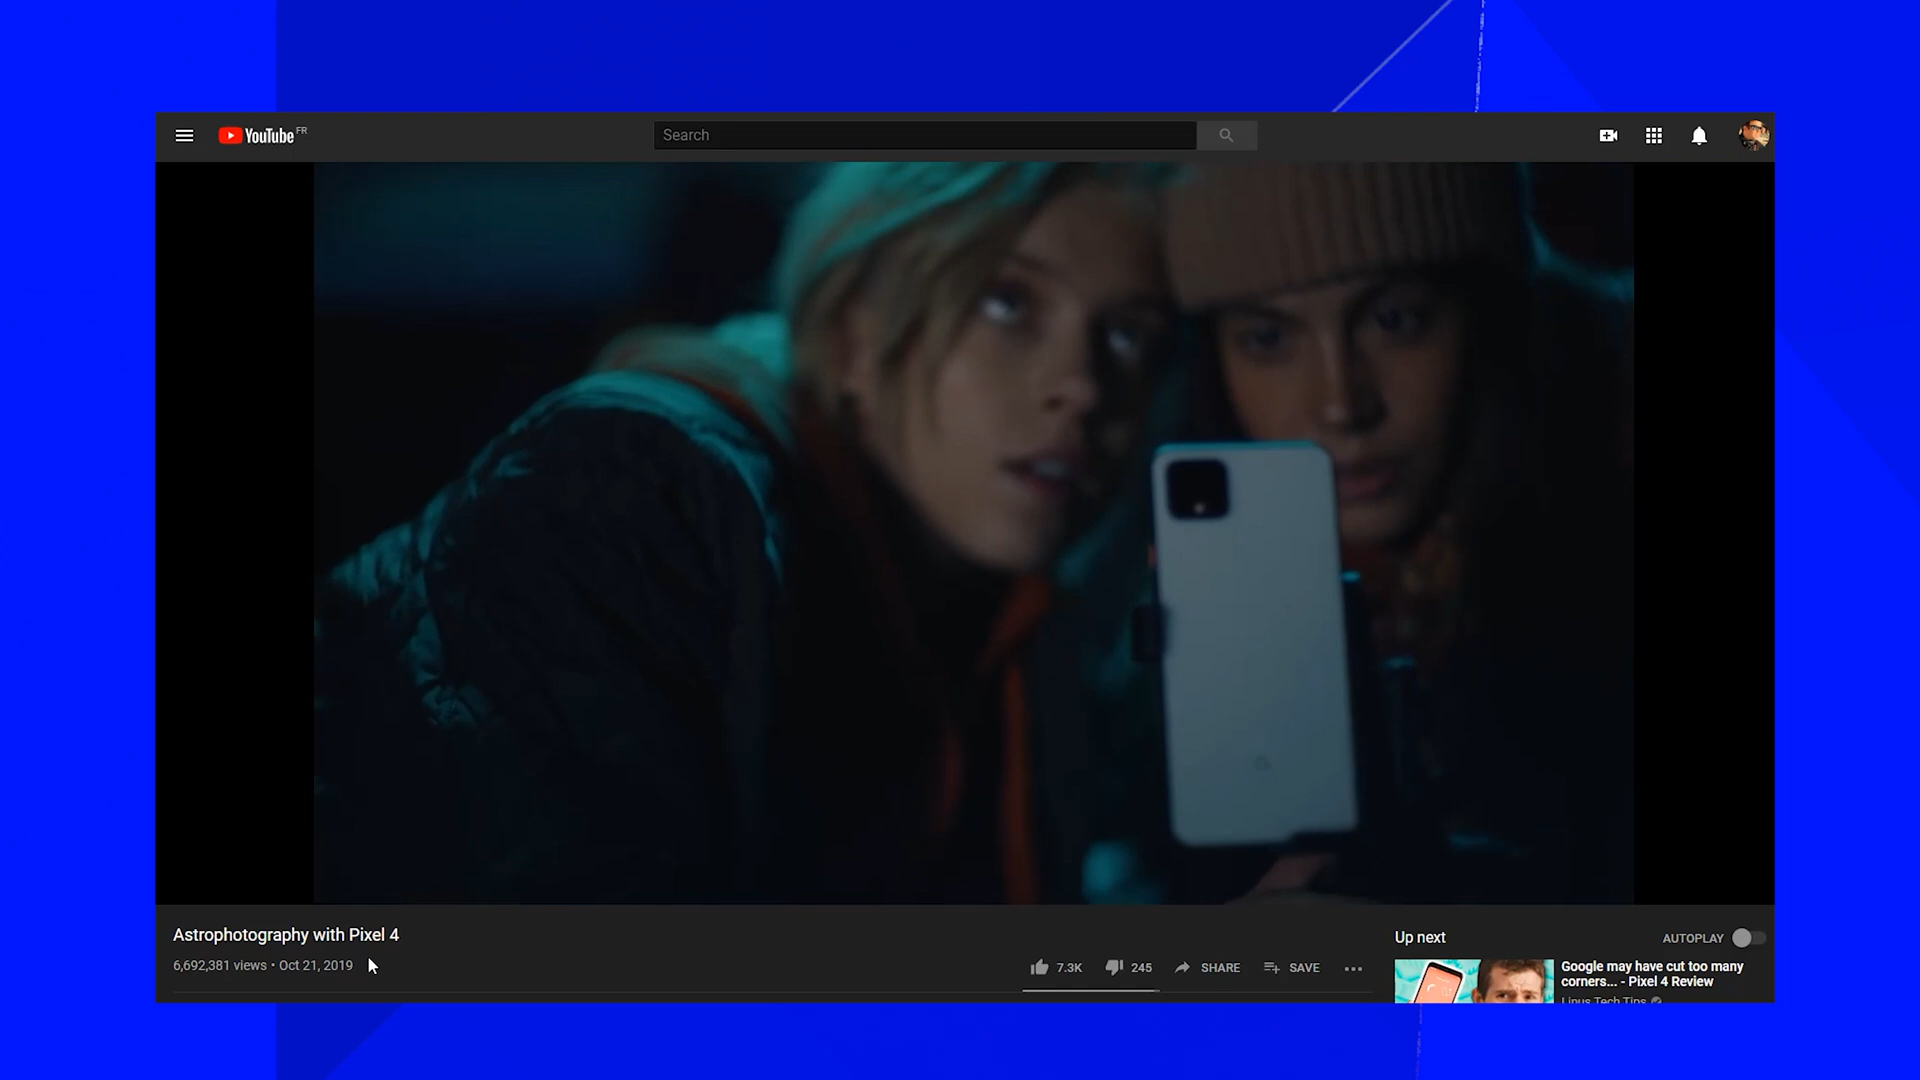 YouTube FR
Search
Astrophotography with Pixel 4
6,692,381 views • Oct 21, 2019
7.3K
245
SHARE
SAVE
Up next
AUTOPLAY
Google may have cut too many
corners... - Pixel 4 Review
Linus Tech Tips